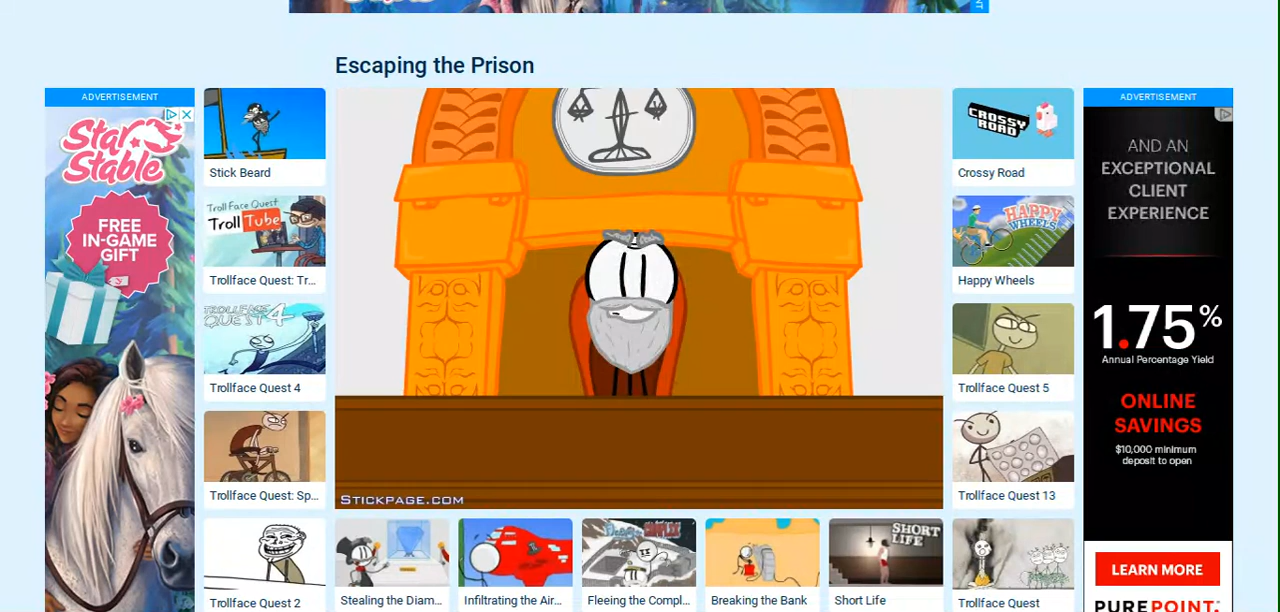 Escaping the Prison
ADVERTISEMENT
Star
Stable
FREE
IN-GAME
GIFT
Stick Beard
Troll Face Quest
Troll Tube
Trollface Quest: Tr...
TROLLFACE
QUEST 4
Trollface Quest 4
Trollface Quest: Sp...
Trollface Quest 2
STICKPAGE.COM
Stealing the Diam...
Infiltrating the Air...
Fleeing the Compl...
Breaking the Bank
SHORT
LIFE
Short Life
CROSSY
ROAD
Crossy Road
HAPPY
WHEELS
Happy Wheels
Trollface Quest 5
Trollface Quest 13
Trollface Quest
ADVERTISEMENT
AND AN
EXCEPTIONAL
CLIENT
EXPERIENCE
1.75%
Annual Percentage Yield
ONLINE
SAVINGS
$10,000 minimum
deposit to open
LEARN MORE
PUREPOINT